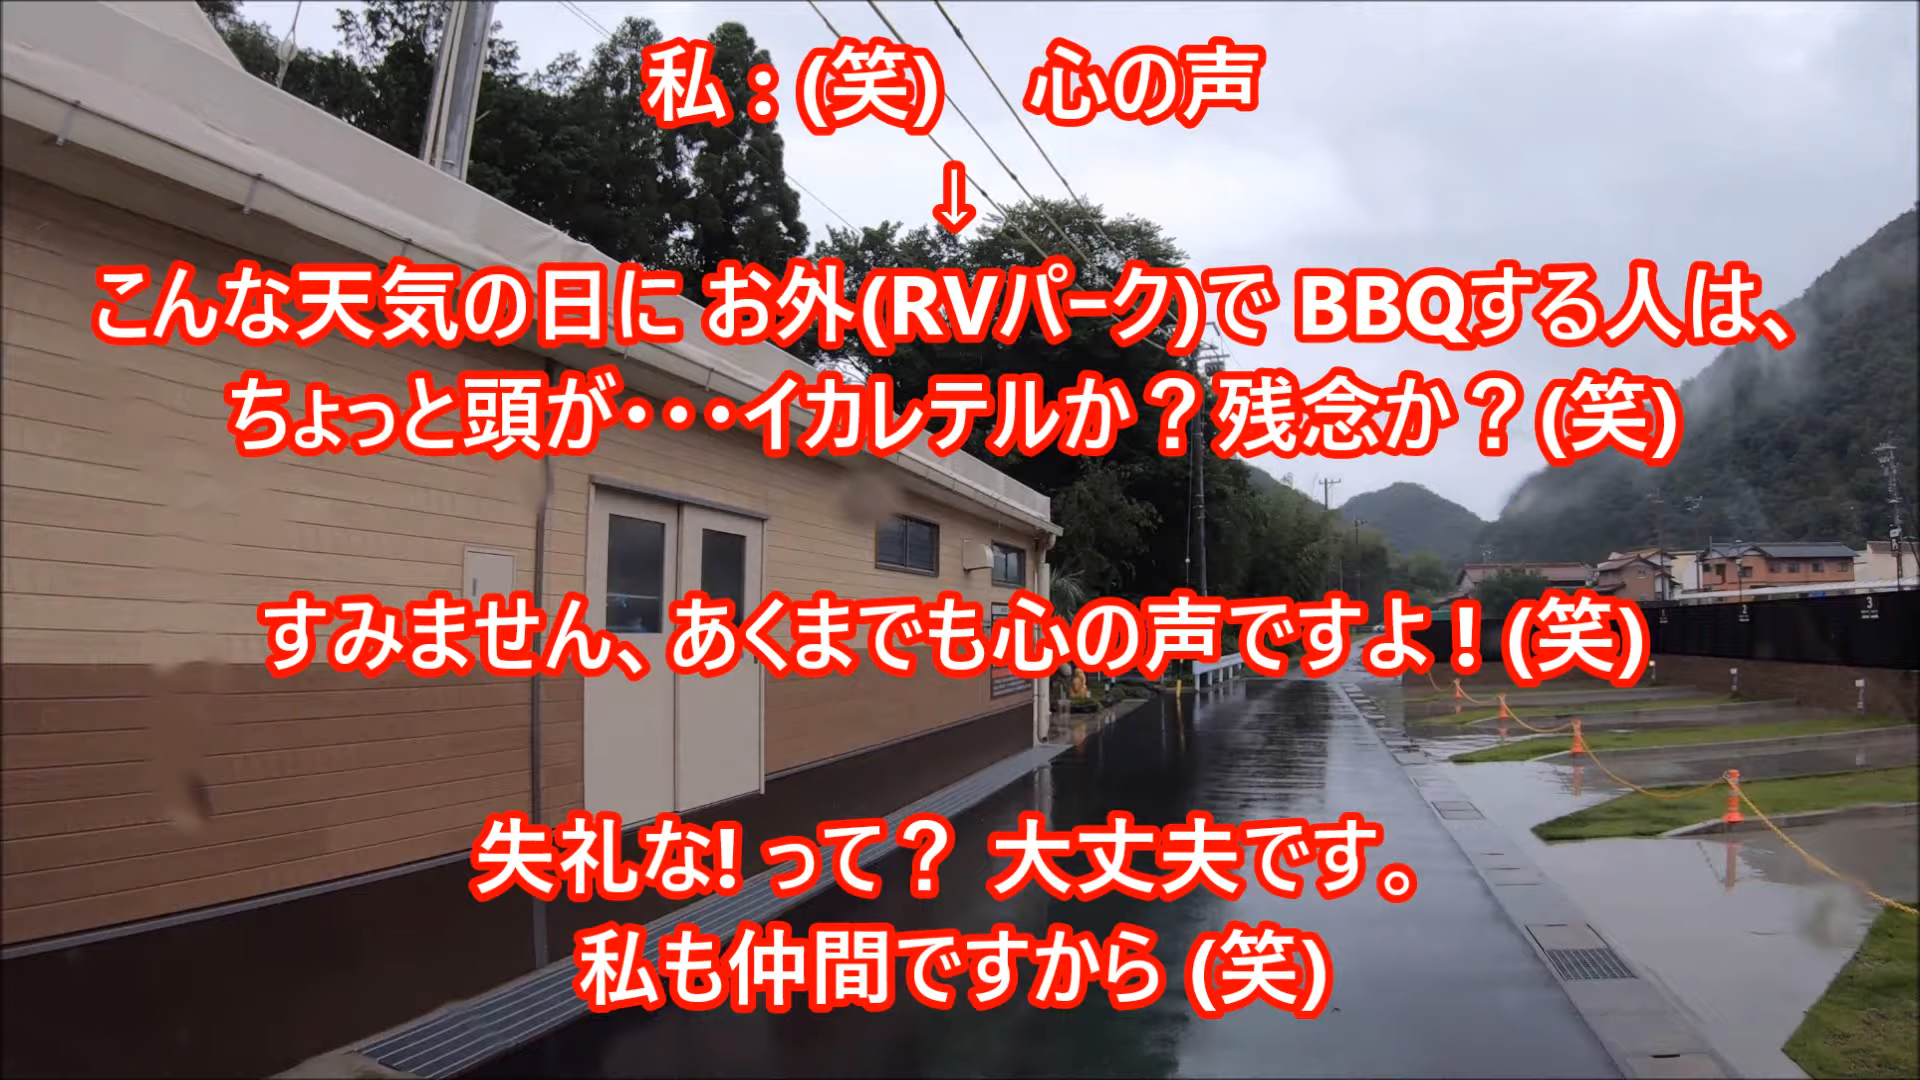 私：(笑)　心の声
↓
こんな天気の日に お外(RVパーク)で BBQする人は、
ちょっと頭が・・・イカレテルか？残念か？(笑)
すみません、あくまでも心の声ですよ！(笑)
失礼な! って？ 大丈夫です。
私も仲間ですから (笑)
2
3